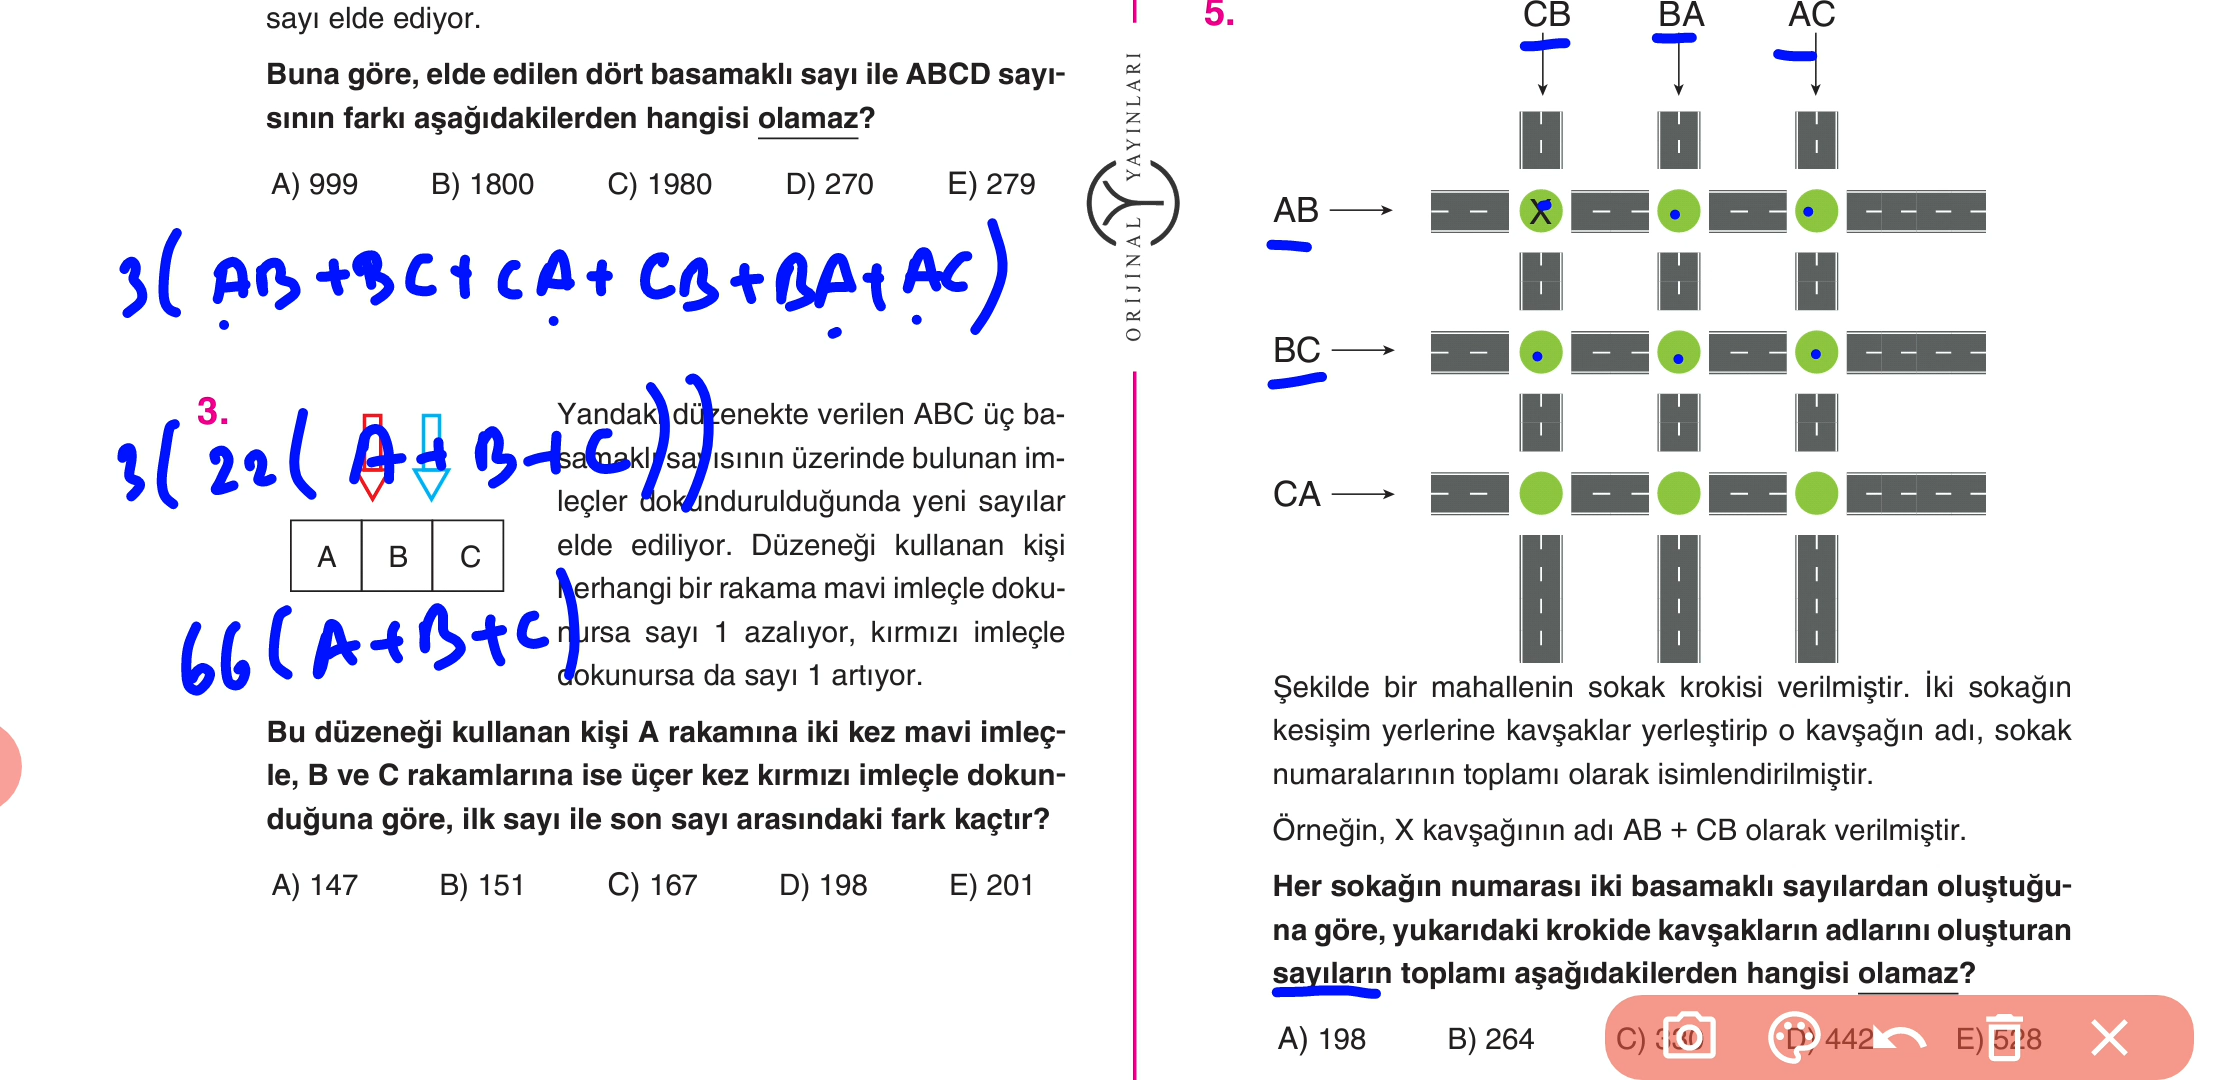 sayı elde ediyor.
Buna göre, elde edilen dört basamaklı sayı ile ABCD sayı-
sının farkı aşağıdakilerden hangisi olamaz?
A) 999 B) 1800 C) 1980 D) 270 E) 279
3(AB+BC+CA+CB+BA+AC)
3(22(A+B+C))
66(A+B+C)
3.
A B C
Yandaki düzenekte verilen ABC üç ba-
samaklı sayısının üzerinde bulunan im-
leçler dokundurulduğunda yeni sayılar
elde ediliyor. Düzeneği kullanan kişi
herhangi bir rakama mavi imleçle doku-
nursa sayı 1 azalıyor, kırmızı imleçle
dokunursa da sayı 1 artıyor.
Bu düzeneği kullanan kişi A rakamına iki kez mavi imleç-
le, B ve C rakamlarına ise üçer kez kırmızı imleçle dokun-
duğuna göre, ilk sayı ile son sayı arasındaki fark kaçtır?
A) 147 B) 151 C) 167 D) 198 E) 201
ORİJİNAL YAYINLARI
5.
CB BA AC
AB
X
BC
CA
Şekilde bir mahallenin sokak krokisi verilmiştir. İki sokağın
kesişim yerlerine kavşaklar yerleştirip o kavşağın adı, sokak
numaralarının toplamı olarak isimlendirilmiştir.
Örneğin, X kavşağının adı AB + CB olarak verilmiştir.
Her sokağın numarası iki basamaklı sayılardan oluştuğu-
na göre, yukarıdaki krokide kavşakların adlarını oluşturan
sayıların toplamı aşağıdakilerden hangisi olamaz?
A) 198 B) 264 C) 330 D) 442 E) 528